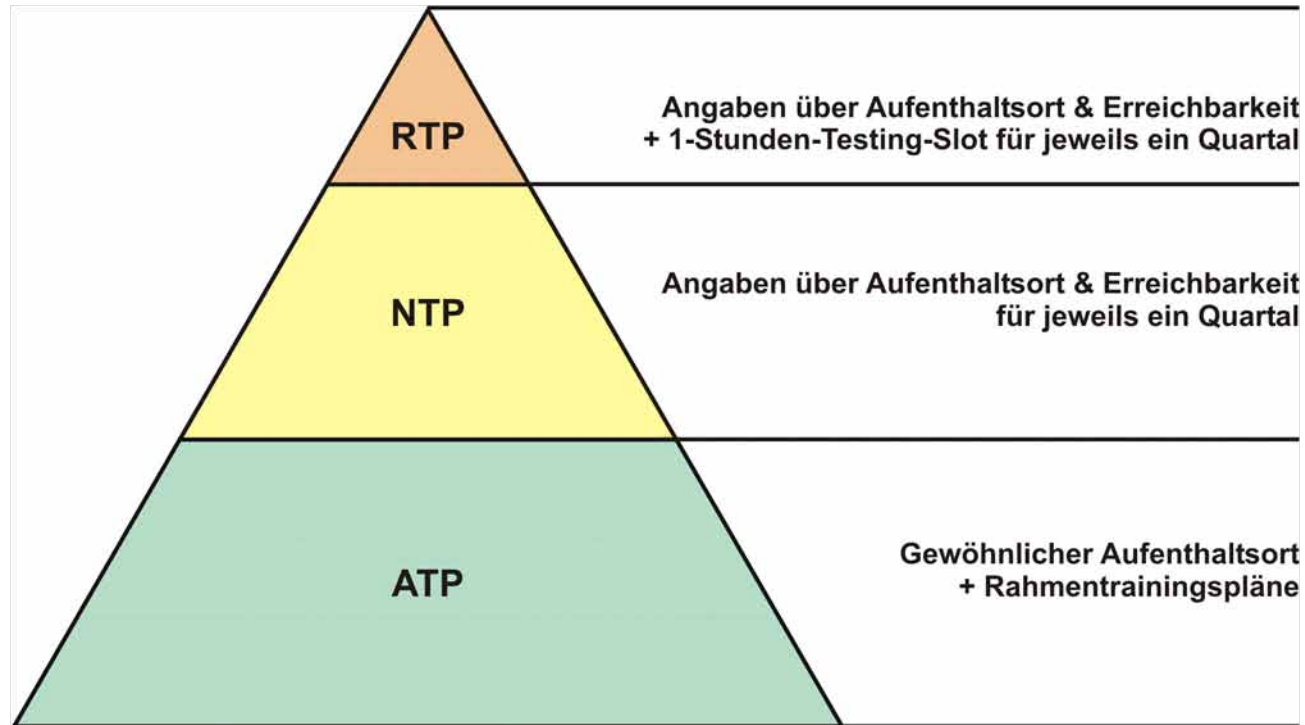 RTP
Angaben über Aufenthaltsort & Erreichbarkeit
+ 1-Stunden-Testing-Slot für jeweils ein Quartal
NTP
Angaben über Aufenthaltsort & Erreichbarkeit
für jeweils ein Quartal
ATP
Gewöhnlicher Aufenthaltsort
+ Rahmentrainingspläne